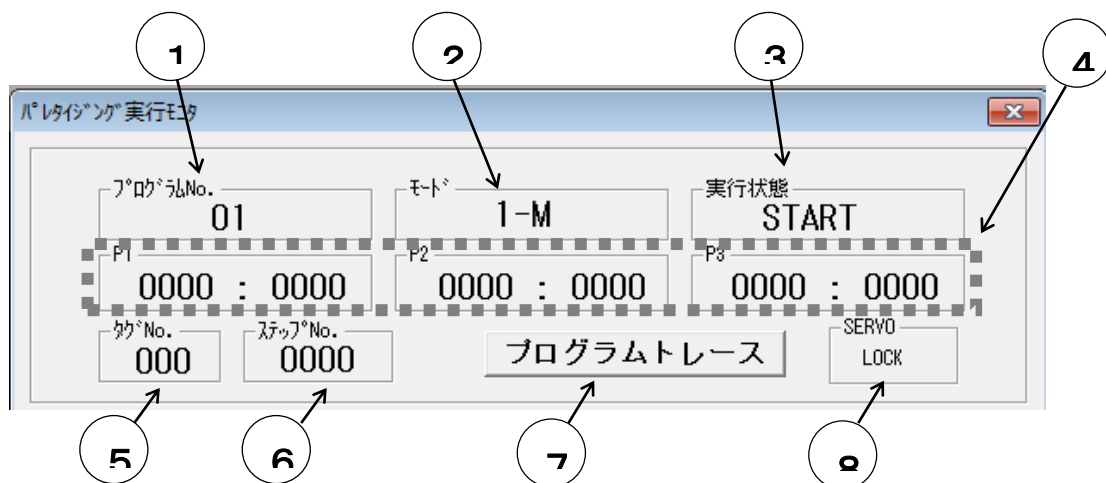 1 2 3 4
パレタイジング実行モニタ
プログラムNo. モード 実行状態
01 1-M START
P1 P2 P3
0000 : 0000 0000 : 0000 0000 : 0000
タグNo. ステップNo. プログラムトレース SERVO
000 0000 LOCK
5 6 7 8